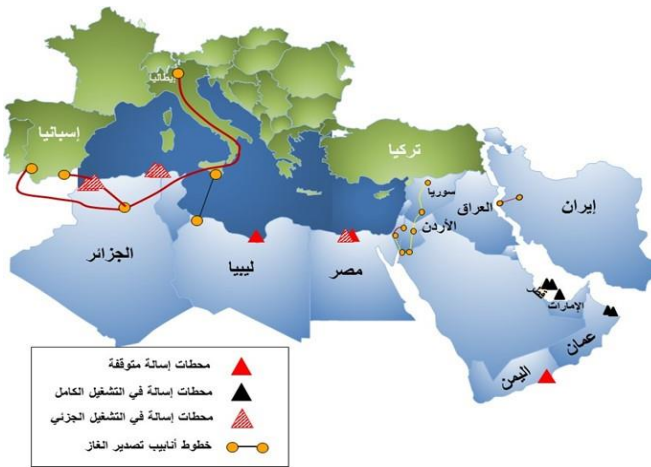 إيطاليا
إسبانيا
تركيا
سوريا
العراق
إيران
الأردن
الجزائر
ليبيا
مصر
قطر
الإمارات
عمان
اليمن
محطات إسالة متوقفة
محطات إسالة في التشغيل الكامل
محطات إسالة في التشغيل الجزئي
خطوط أنابيب تصدير الغاز